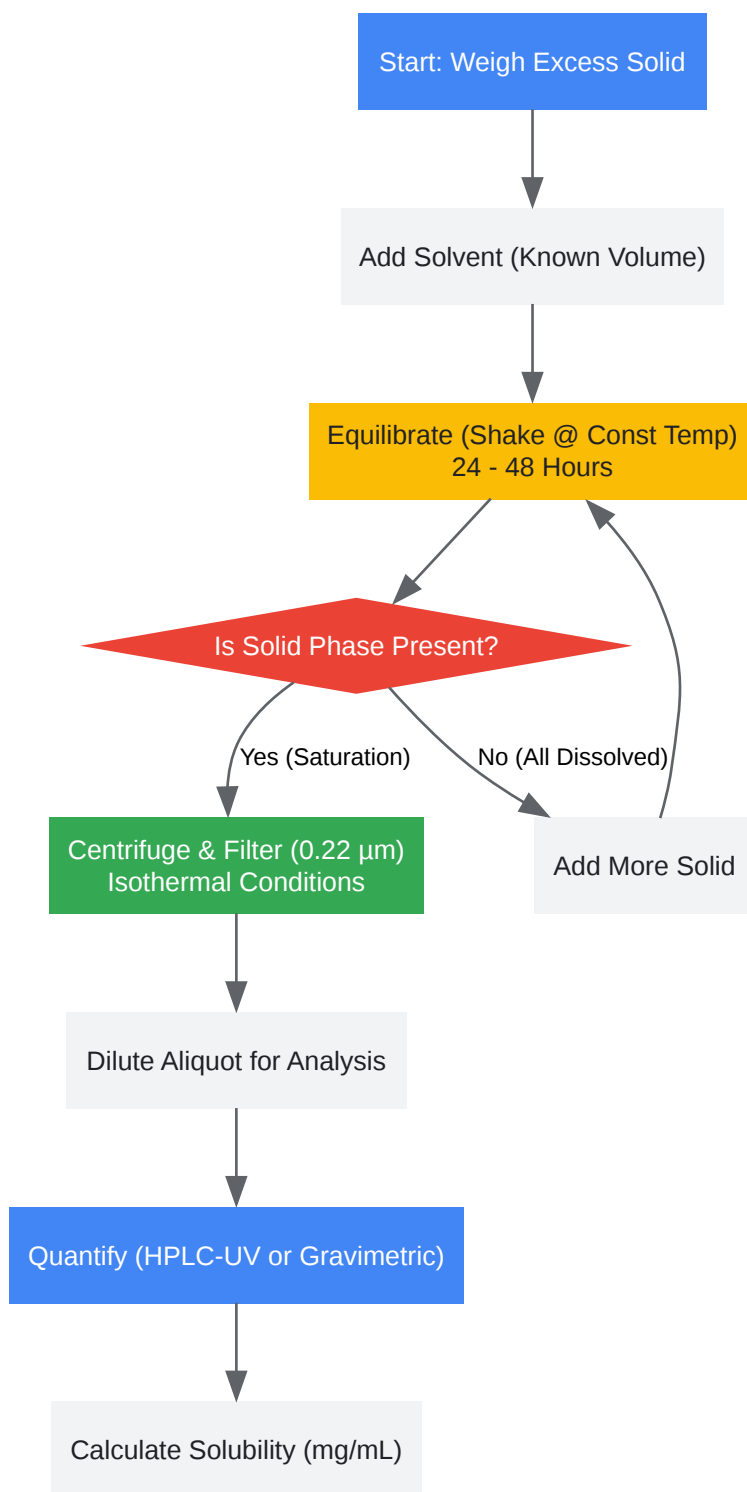 Start: Weigh Excess Solid
Add Solvent (Known Volume)
Equilibrate (Shake @ Const Temp)
24 - 48 Hours
Is Solid Phase Present?
Yes (Saturation)
No (All Dissolved)
Centrifuge & Filter (0.22 µm)
Isothermal Conditions
Add More Solid
Dilute Aliquot for Analysis
Quantify (HPLC-UV or Gravimetric)
Calculate Solubility (mg/mL)